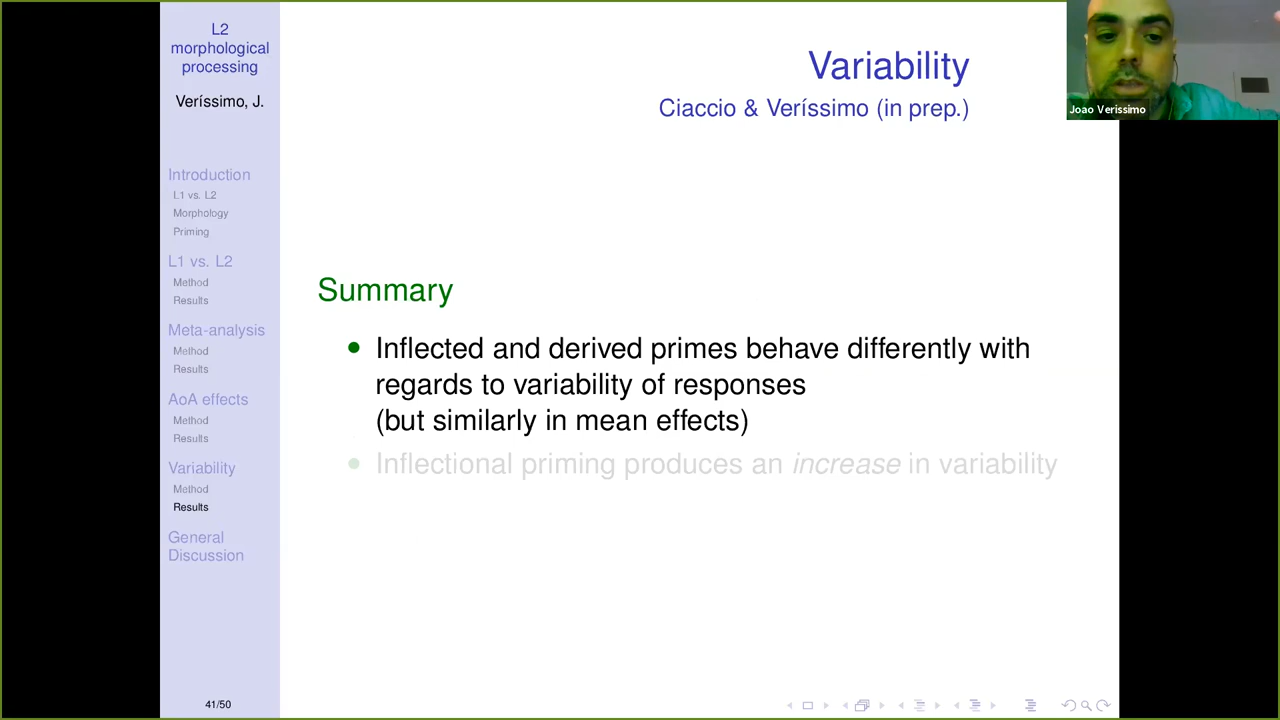 L2
morphological
processing
Veríssimo, J.
Introduction
L1 vs. L2
Morphology
Priming
L1 vs. L2
Method
Results
Meta-analysis
Method
Results
AoA effects
Method
Results
Variability
Method
Results
General
Discussion
41/50
Variability
Ciaccio & Veríssimo (in prep.)
Summary
Inflected and derived primes behave differently with
regards to variability of responses
(but similarly in mean effects)
Inflectional priming produces an increase in variability
Joao Verissimo